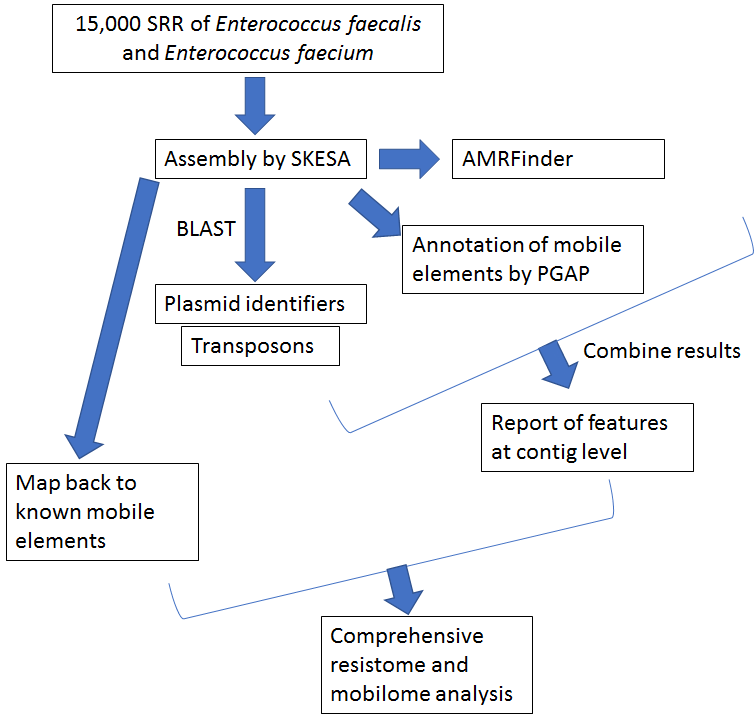 15,000 SRR of Enterococcus faecalis
and Enterococcus faecium
Assembly by SKESA
AMRFinder
BLAST
Annotation of mobile
elements by PGAP
Plasmid identifiers
Transposons
Combine results
Report of features
at contig level
Map back to
known mobile
elements
Comprehensive
resistome and
mobilome analysis